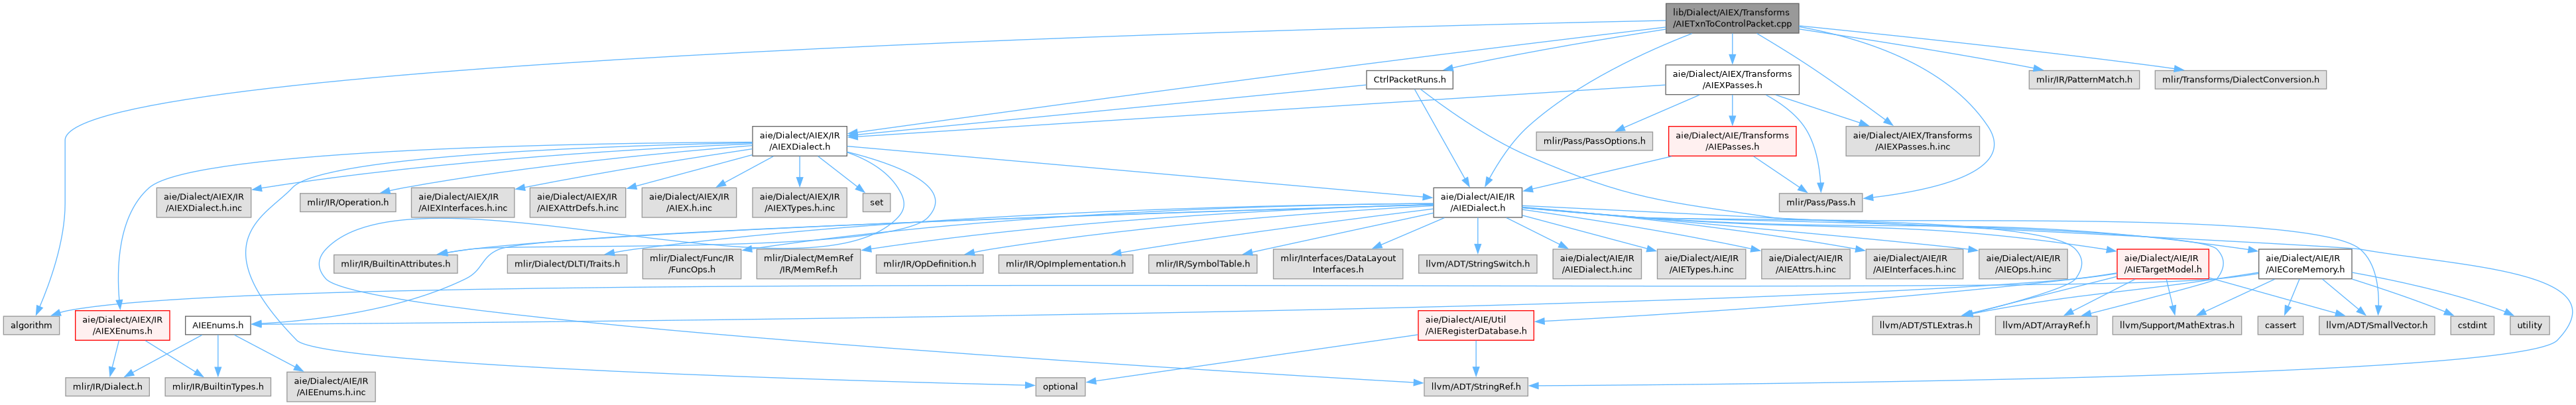 lib/Dialect/AIEX/Transforms
/AIETxnToControlPacket.cpp
CtrlPacketRuns.h
aie/Dialect/AIEX/Transforms
/AIEXPasses.h
mlir/IR/PatternMatch.h
mlir/Transforms/DialectConversion.h
aie/Dialect/AIEX/IR
/AIEXDialect.h
mlir/Pass/PassOptions.h
aie/Dialect/AIE/Transforms
/AIEPasses.h
aie/Dialect/AIEX/Transforms
/AIEXPasses.h.inc
aie/Dialect/AIEX/IR
/AIEXDialect.h.inc
mlir/IR/Operation.h
aie/Dialect/AIEX/IR
/AIEXInterfaces.h.inc
aie/Dialect/AIEX/IR
/AIEXAttrDefs.h.inc
aie/Dialect/AIEX/IR
/AIEX.h.inc
aie/Dialect/AIEX/IR
/AIEXTypes.h.inc
set
aie/Dialect/AIE/IR
/AIEDialect.h
mlir/Pass/Pass.h
mlir/IR/BuiltinAttributes.h
mlir/Dialect/DLTI/Traits.h
mlir/Dialect/Func/IR
/FuncOps.h
mlir/Dialect/MemRef
/IR/MemRef.h
mlir/IR/OpDefinition.h
mlir/IR/OpImplementation.h
mlir/IR/SymbolTable.h
mlir/Interfaces/DataLayout
Interfaces.h
llvm/ADT/StringSwitch.h
aie/Dialect/AIE/IR
/AIEDialect.h.inc
aie/Dialect/AIE/IR
/AIETypes.h.inc
aie/Dialect/AIE/IR
/AIEAttrs.h.inc
aie/Dialect/AIE/IR
/AIEInterfaces.h.inc
aie/Dialect/AIE/IR
/AIEOps.h.inc
aie/Dialect/AIE/IR
/AIETargetModel.h
aie/Dialect/AIE/IR
/AIECoreMemory.h
algorithm
aie/Dialect/AIEX/IR
/AIEXEnums.h
AIEEnums.h
aie/Dialect/AIE/Util
/AIERegisterDatabase.h
llvm/ADT/STLExtras.h
llvm/ADT/ArrayRef.h
llvm/Support/MathExtras.h
cassert
llvm/ADT/SmallVector.h
cstdint
utility
mlir/IR/Dialect.h
mlir/IR/BuiltinTypes.h
aie/Dialect/AIE/IR
/AIEEnums.h.inc
optional
llvm/ADT/StringRef.h